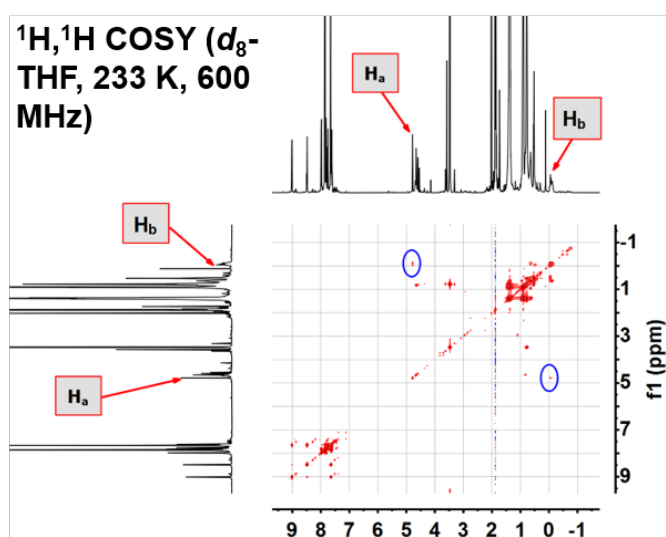 ¹H,¹H COSY (d₈-
THF, 233 K, 600
MHz)
Hₐ
H_b
H_b
Hₐ
-1
1
3
5
7
9
f1 (ppm)
9 8 7 6 5 4 3 2 1 0 -1